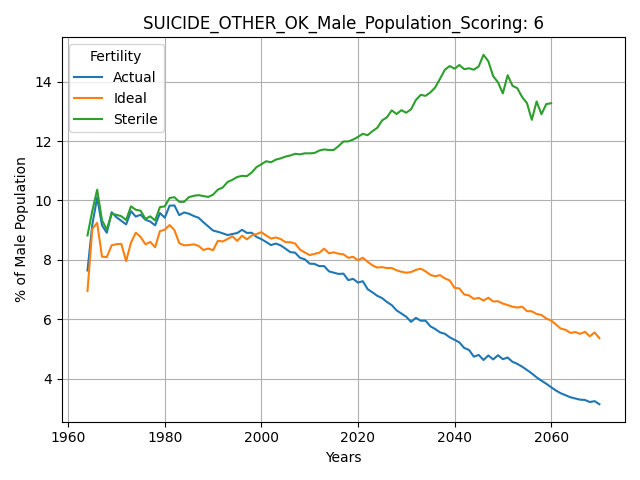 SUICIDE_OTHER_OK_Male_Population_Scoring: 6
Fertility
Actual
Ideal
Sterile
% of Male Population
14
12
10
8
6
4
1960 1980 2000 2020 2040 2060
Years